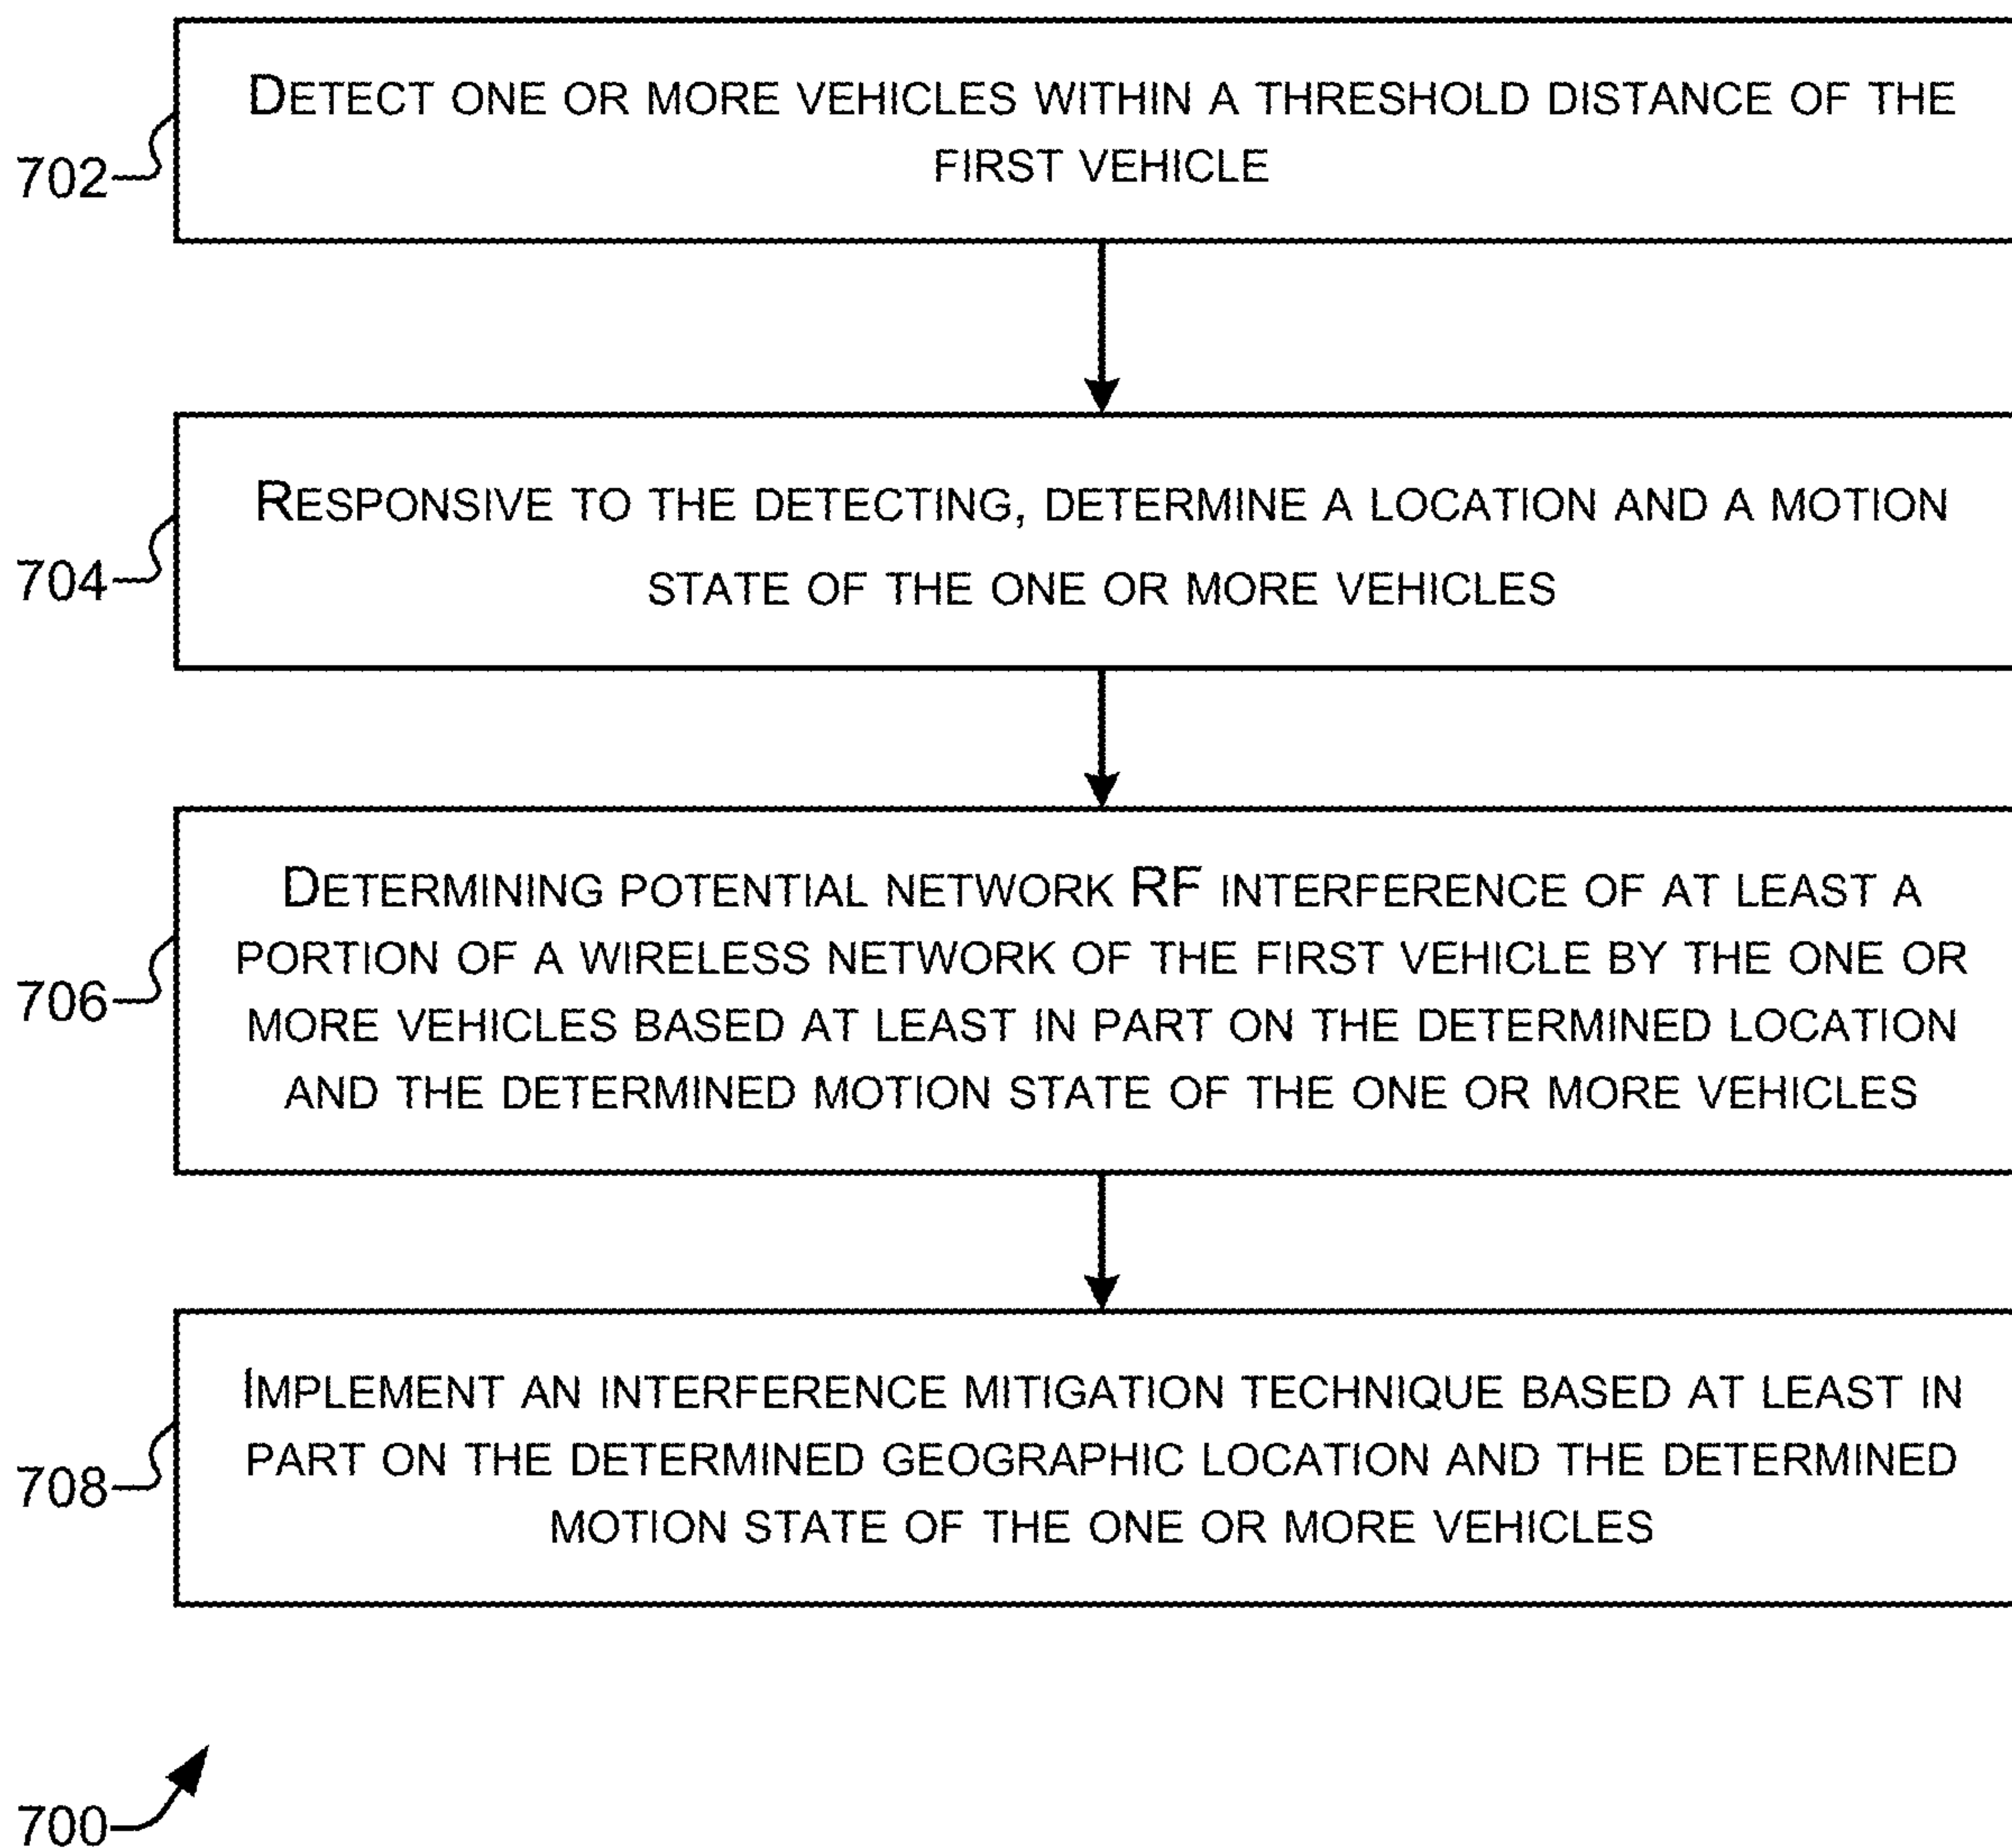 DETECT ONE OR MORE VEHICLES WITHIN A THRESHOLD DISTANCE OF THE
FIRST VEHICLE
702
RESPONSIVE TO THE DETECTING, DETERMINE A LOCATION AND A MOTION
STATE OF THE ONE OR MORE VEHICLES
704
DETERMINING POTENTIAL NETWORK RF INTERFERENCE OF AT LEAST A
PORTION OF A WIRELESS NETWORK OF THE FIRST VEHICLE BY THE ONE OR
MORE VEHICLES BASED AT LEAST IN PART ON THE DETERMINED LOCATION
AND THE DETERMINED MOTION STATE OF THE ONE OR MORE VEHICLES
706
IMPLEMENT AN INTERFERENCE MITIGATION TECHNIQUE BASED AT LEAST IN
PART ON THE DETERMINED GEOGRAPHIC LOCATION AND THE DETERMINED
MOTION STATE OF THE ONE OR MORE VEHICLES
708
700